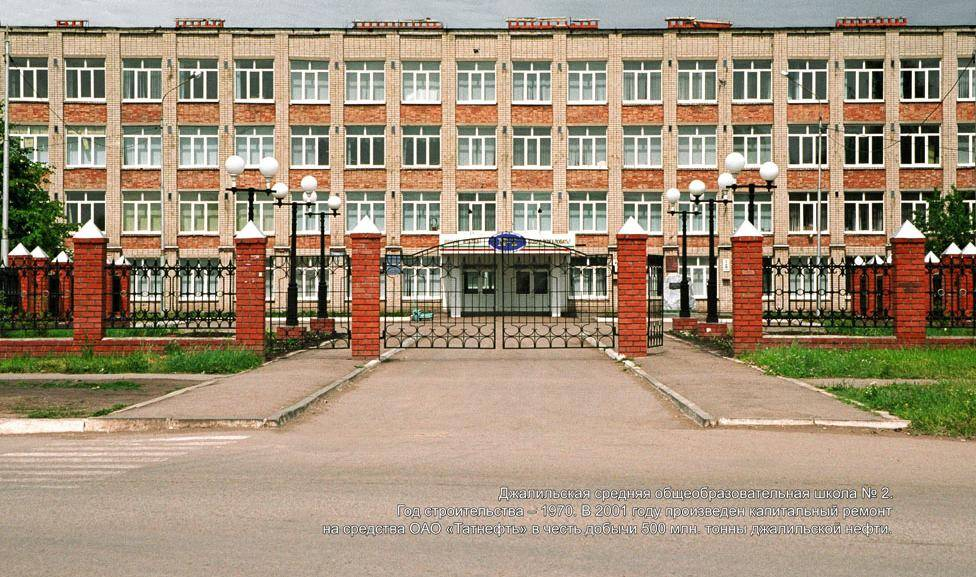 Джалильская средняя общеобразовательная школа № 2.
Год строительства – 1970. В 2001 году произведен капитальный ремонт
на средства ОАО «Татнефть» в честь добычи 500 млн. тонны джалильской нефти.